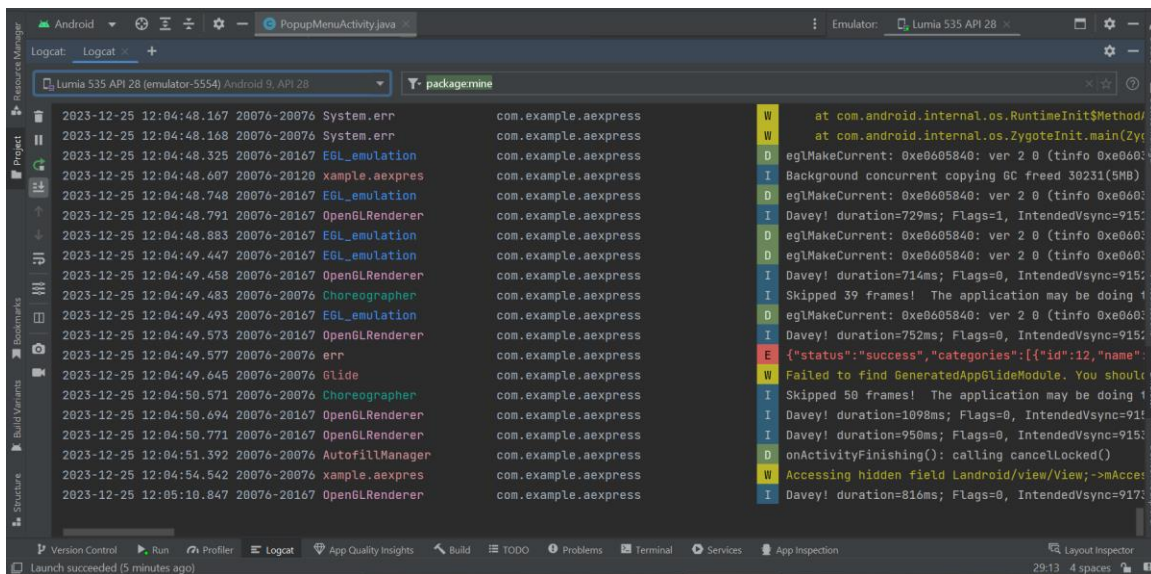 Android PopupMenuActivity.java Emulator: Lumia 535 API 28
Logcat: Logcat
Lumia 535 API 28 (emulator-5554) Android 9, API 28 package:mine
2023-12-25 12:04:48.167 20076-20076 System.err com.example.aexpress W at com.android.internal.os.RuntimeInit$MethodA
2023-12-25 12:04:48.168 20076-20076 System.err com.example.aexpress W at com.android.internal.os.ZygoteInit.main(Zyg
2023-12-25 12:04:48.325 20076-20167 EGL_emulation com.example.aexpress D eglMakeCurrent: 0xe0605840: ver 2 0 (tinfo 0xe0603
2023-12-25 12:04:48.607 20076-20120 xample.aexpres com.example.aexpress I Background concurrent copying GC freed 30231(5MB)
2023-12-25 12:04:48.748 20076-20167 EGL_emulation com.example.aexpress D eglMakeCurrent: 0xe0605840: ver 2 0 (tinfo 0xe0603
2023-12-25 12:04:48.791 20076-20167 OpenGLRenderer com.example.aexpress I Davey! duration=729ms; Flags=1, IntendedVsync=9151
2023-12-25 12:04:48.883 20076-20167 EGL_emulation com.example.aexpress D eglMakeCurrent: 0xe0605840: ver 2 0 (tinfo 0xe0603
2023-12-25 12:04:49.447 20076-20167 EGL_emulation com.example.aexpress D eglMakeCurrent: 0xe0605840: ver 2 0 (tinfo 0xe0603
2023-12-25 12:04:49.458 20076-20167 OpenGLRenderer com.example.aexpress I Davey! duration=714ms; Flags=0, IntendedVsync=9152
2023-12-25 12:04:49.483 20076-20076 Choreographer com.example.aexpress I Skipped 39 frames! The application may be doing t
2023-12-25 12:04:49.493 20076-20167 EGL_emulation com.example.aexpress D eglMakeCurrent: 0xe0605840: ver 2 0 (tinfo 0xe0603
2023-12-25 12:04:49.573 20076-20167 OpenGLRenderer com.example.aexpress I Davey! duration=752ms; Flags=0, IntendedVsync=9152
2023-12-25 12:04:49.577 20076-20076 err com.example.aexpress E {"status":"success","categories":[{"id":12,"name":
2023-12-25 12:04:49.645 20076-20076 Glide com.example.aexpress W Failed to find GeneratedAppGlideModule. You should
2023-12-25 12:04:50.571 20076-20076 Choreographer com.example.aexpress I Skipped 50 frames! The application may be doing t
2023-12-25 12:04:50.694 20076-20167 OpenGLRenderer com.example.aexpress I Davey! duration=1098ms; Flags=0, IntendedVsync=915
2023-12-25 12:04:50.771 20076-20167 OpenGLRenderer com.example.aexpress I Davey! duration=950ms; Flags=0, IntendedVsync=9153
2023-12-25 12:04:51.392 20076-20076 AutofillManager com.example.aexpress D onActivityFinishing(): calling cancelLocked()
2023-12-25 12:04:54.542 20076-20076 xample.aexpres com.example.aexpress W Accessing hidden field Landroid/view/View;->mAcces
2023-12-25 12:05:10.847 20076-20167 OpenGLRenderer com.example.aexpress I Davey! duration=816ms; Flags=0, IntendedVsync=9173
Resource Manager
Project
Bookmarks
Build Variants
Structure
Version Control Run Profiler Logcat App Quality Insights Build TODO Problems Terminal Services App Inspection Layout Inspector
Launch succeeded (5 minutes ago) 29:13 4 spaces